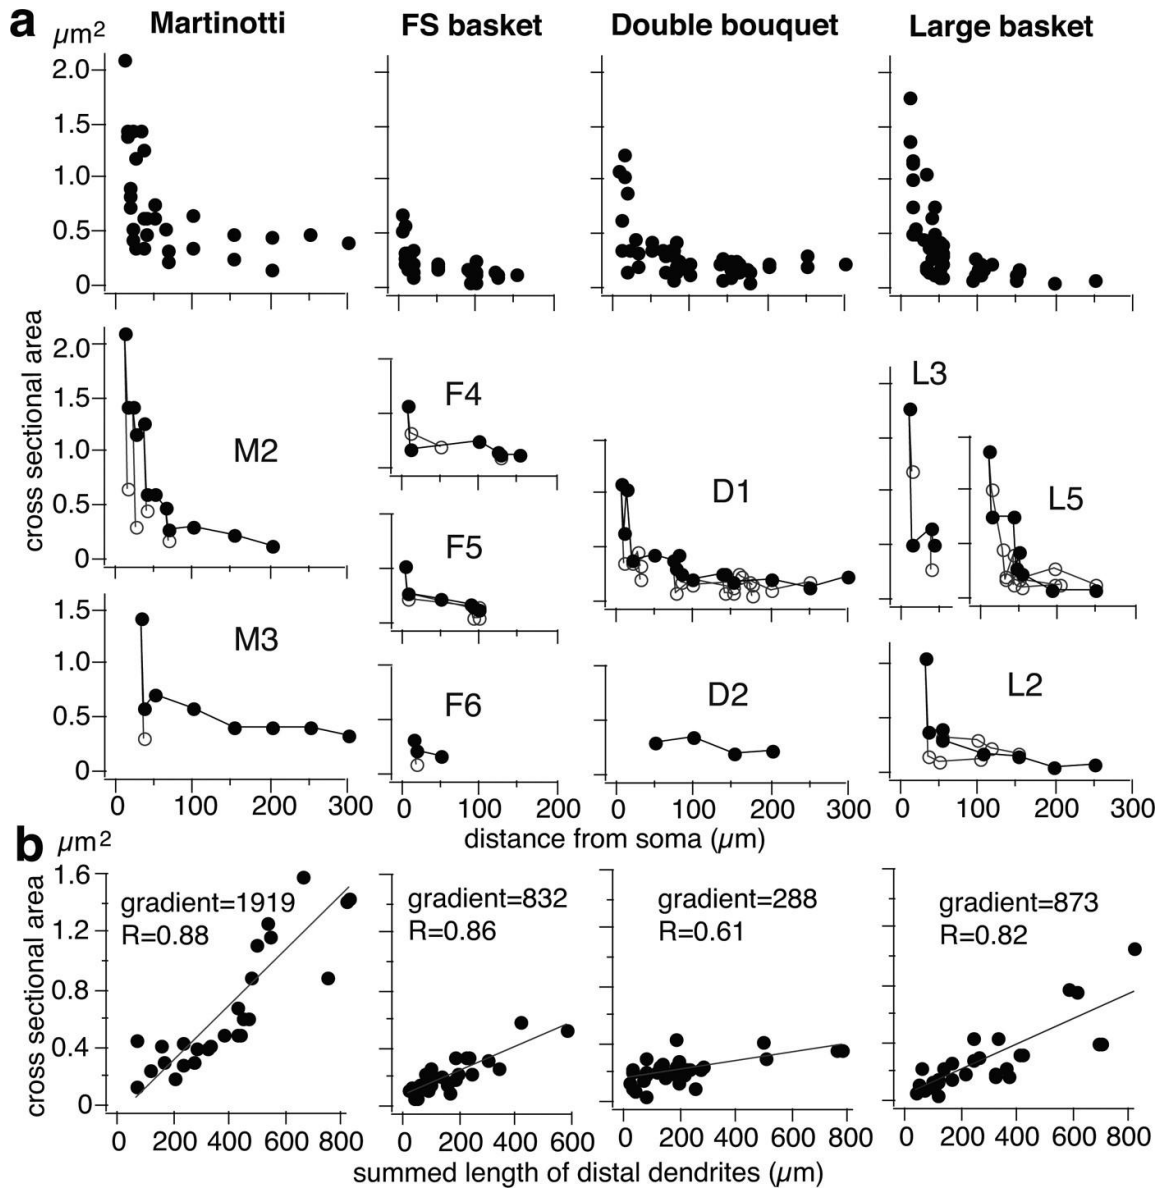 a
µm²
Martinotti
FS basket
Double bouquet
Large basket
2.0
1.5
1.0
0.5
0
cross sectional area
2.0
1.5
1.0
0.5
0
M2
F4
F5
D1
L3
L5
1.5
1.0
0.5
0
M3
F6
D2
L2
0 100 200 300
0 100 200
0 100 200 300
0 100 200 300
distance from soma (µm)
b
µm²
cross sectional area
1.6
1.2
0.8
0.4
0
gradient=1919
R=0.88
gradient=832
R=0.86
gradient=288
R=0.61
gradient=873
R=0.82
0 200 400 600 800
0 200 400 600
0 200 400 600 800
0 200 400 600 800
summed length of distal dendrites (µm)